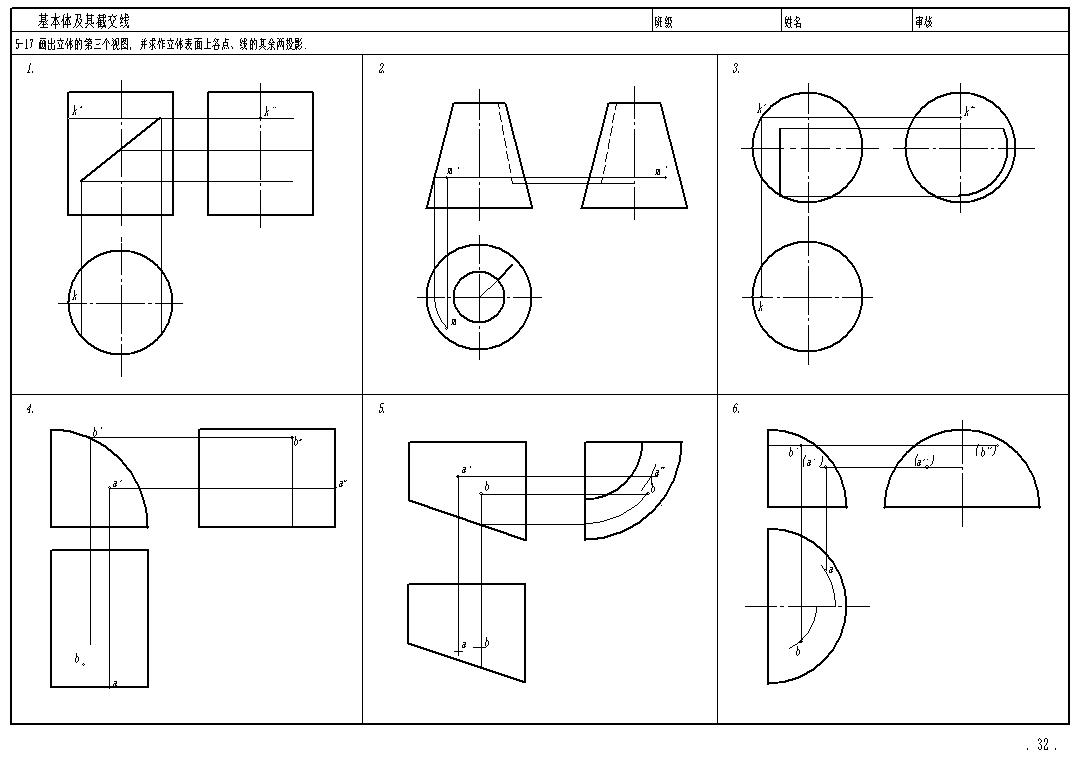 基本体及其截交线 班级 姓名 审核
5-17 画出立体的第三个视图, 并求作立体表面上各点、线的其余两投影.
1. 2. 3.
k' k"
k
m' m'
m
k' k"
k
4. 5. 6.
b' b"
a' a"
b
a
a' a"
b b
a b
b' (a') (a") (b")
a
b
. 32 .